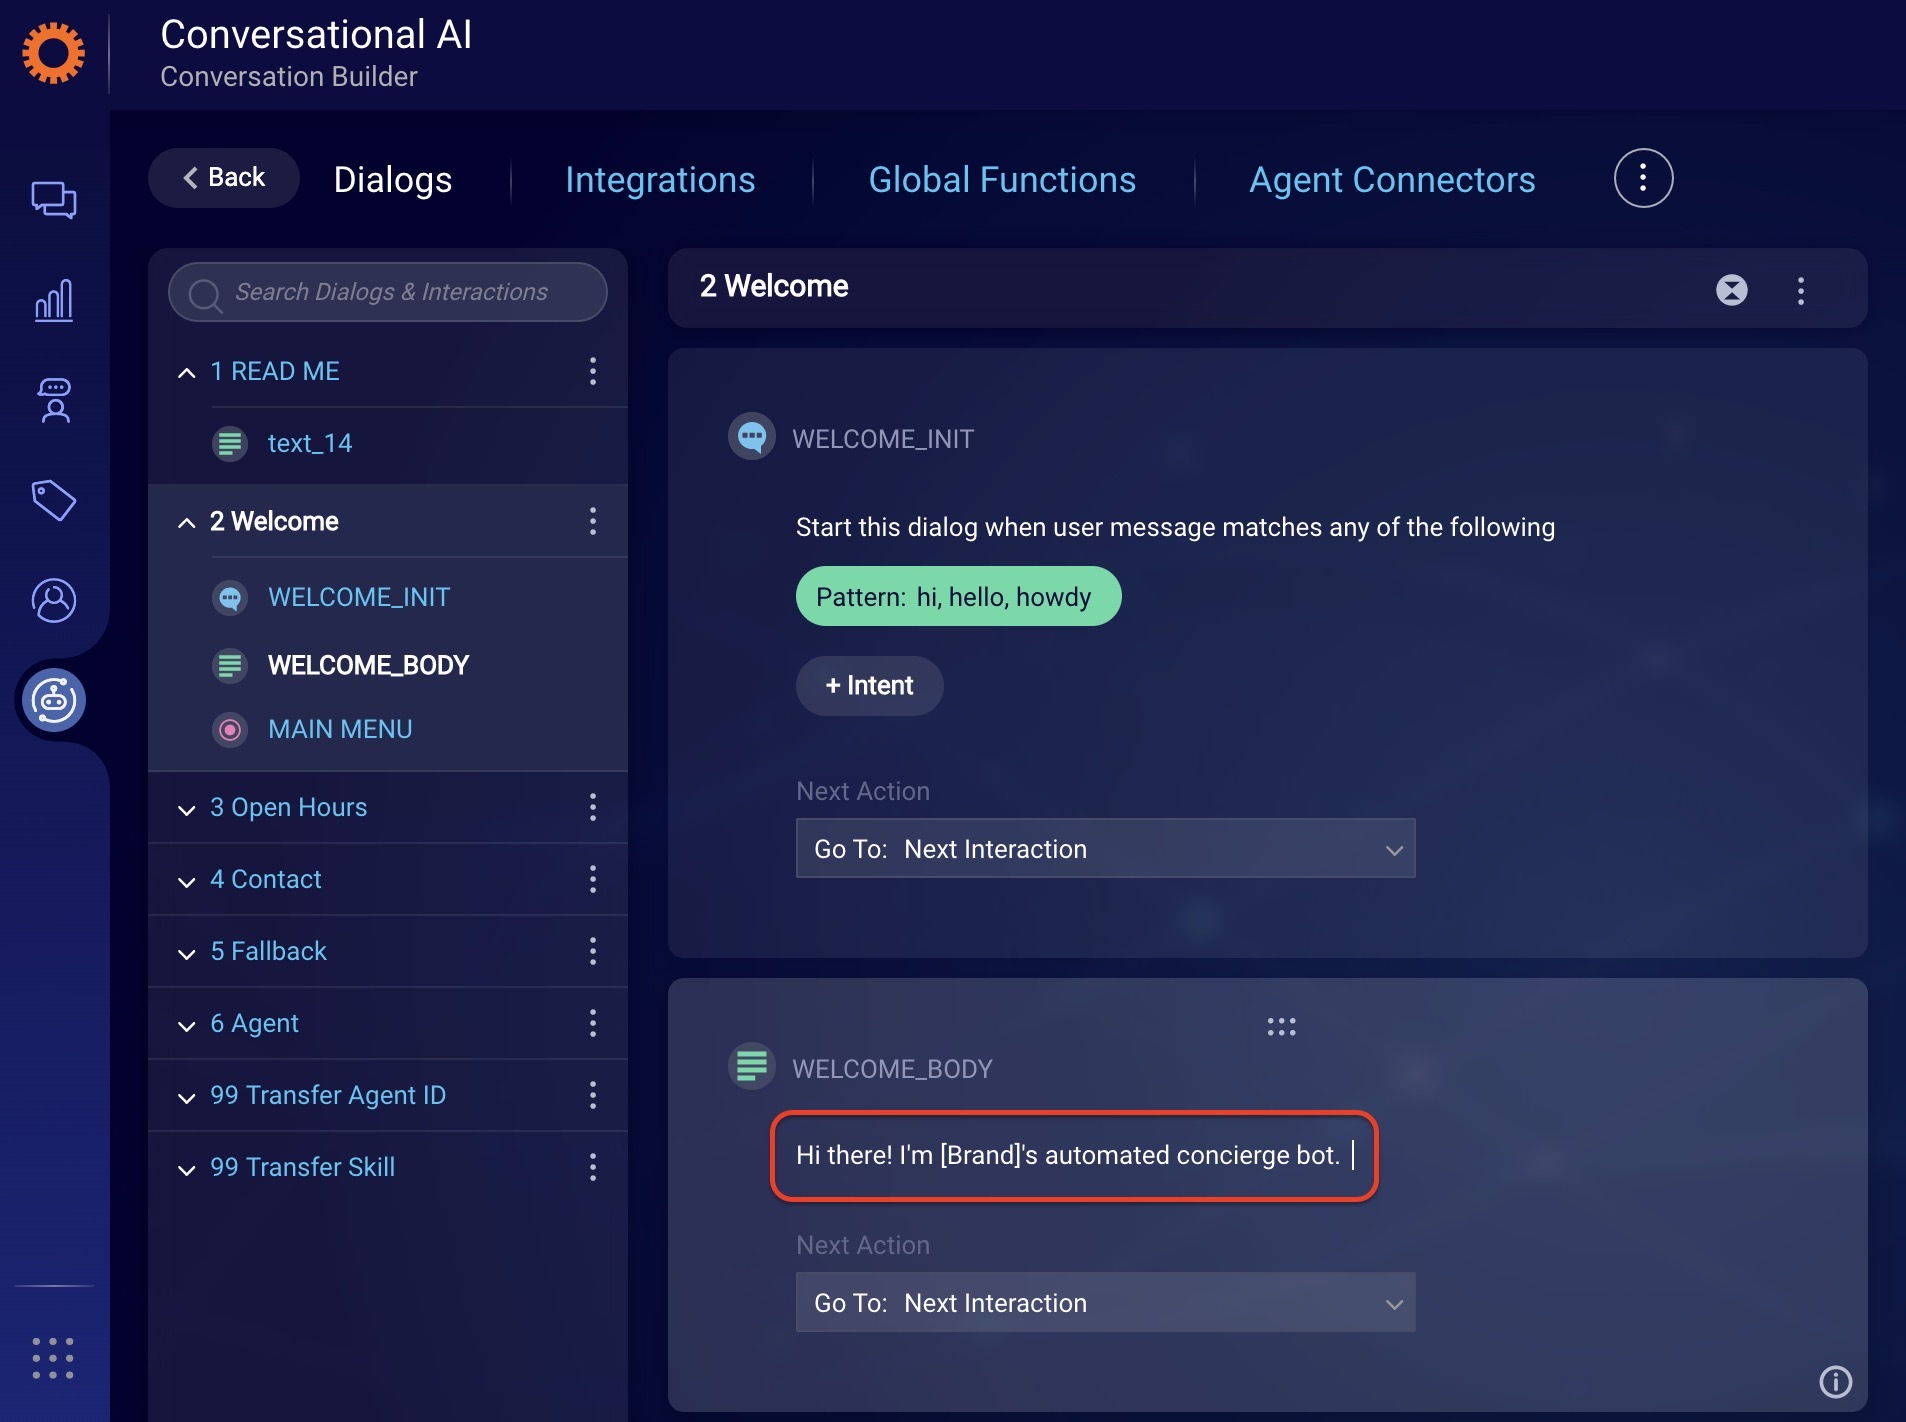 Conversational AI
Conversation Builder
Back
Dialogs
Integrations
Global Functions
Agent Connectors
Search Dialogs & Interactions
1 READ ME
text_14
2 Welcome
WELCOME_INIT
WELCOME_BODY
MAIN MENU
3 Open Hours
4 Contact
5 Fallback
6 Agent
99 Transfer Agent ID
99 Transfer Skill
2 Welcome
WELCOME_INIT
Start this dialog when user message matches any of the following
Pattern: hi, hello, howdy
+ Intent
Next Action
Go To: Next Interaction
WELCOME_BODY
Hi there! I'm [Brand]'s automated concierge bot.
Next Action
Go To: Next Interaction